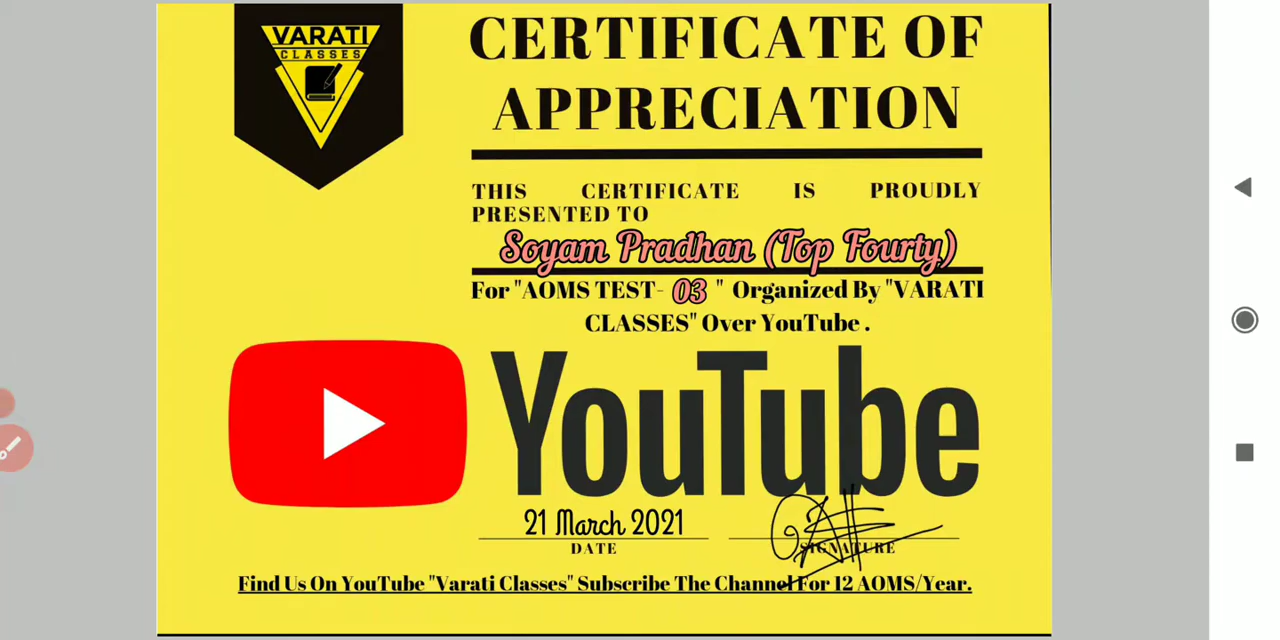 VARATI
CLASSES
CERTIFICATE OF
APPRECIATION
THIS CERTIFICATE IS PROUDLY
PRESENTED TO
Soyam Pradhan (Top Fourty)
For "AOMS TEST- 03 " Organized By "VARATI
CLASSES" Over YouTube .
YouTube
21 March 2021
DATE
SIGNATURE
Find Us On YouTube "Varati Classes" Subscribe The Channel For 12 AOMS/Year.